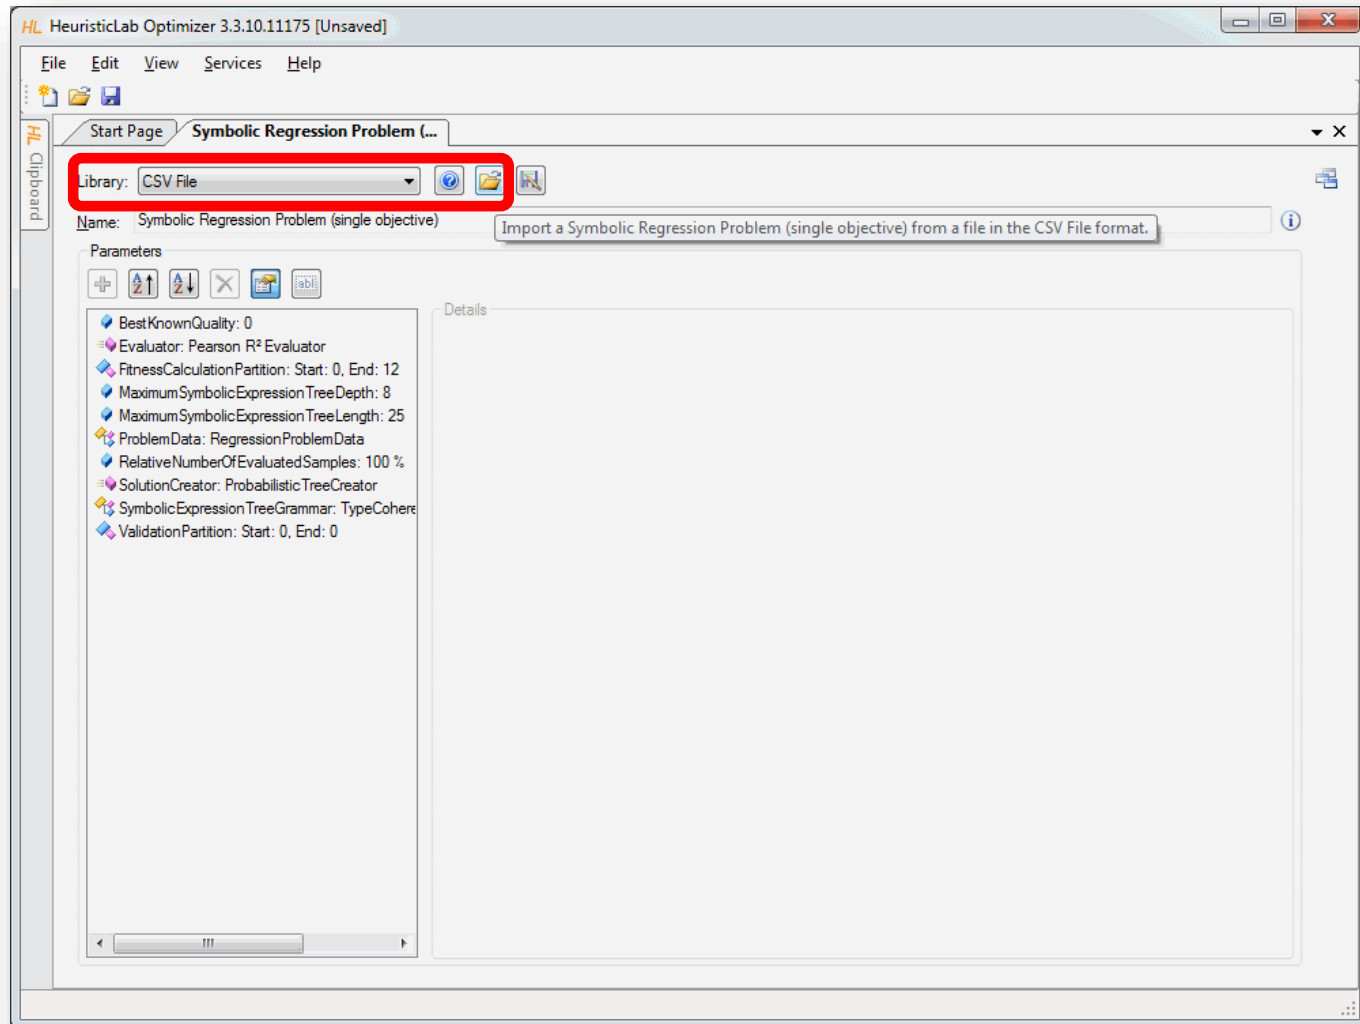 HL HeuristicLab Optimizer 3.3.10.11175 [Unsaved]
File Edit View Services Help
HL Clipboard
Start Page Symbolic Regression Problem (...
Library: CSV File
Name: Symbolic Regression Problem (single objective)
Import a Symbolic Regression Problem (single objective) from a file in the CSV File format.
Parameters
Details
BestKnownQuality: 0
Evaluator: Pearson R² Evaluator
FitnessCalculationPartition: Start: 0, End: 12
MaximumSymbolicExpressionTreeDepth: 8
MaximumSymbolicExpressionTreeLength: 25
ProblemData: RegressionProblemData
RelativeNumberOfEvaluatedSamples: 100 %
SolutionCreator: ProbabilisticTreeCreator
SymbolicExpressionTreeGrammar: TypeCohere
ValidationPartition: Start: 0, End: 0